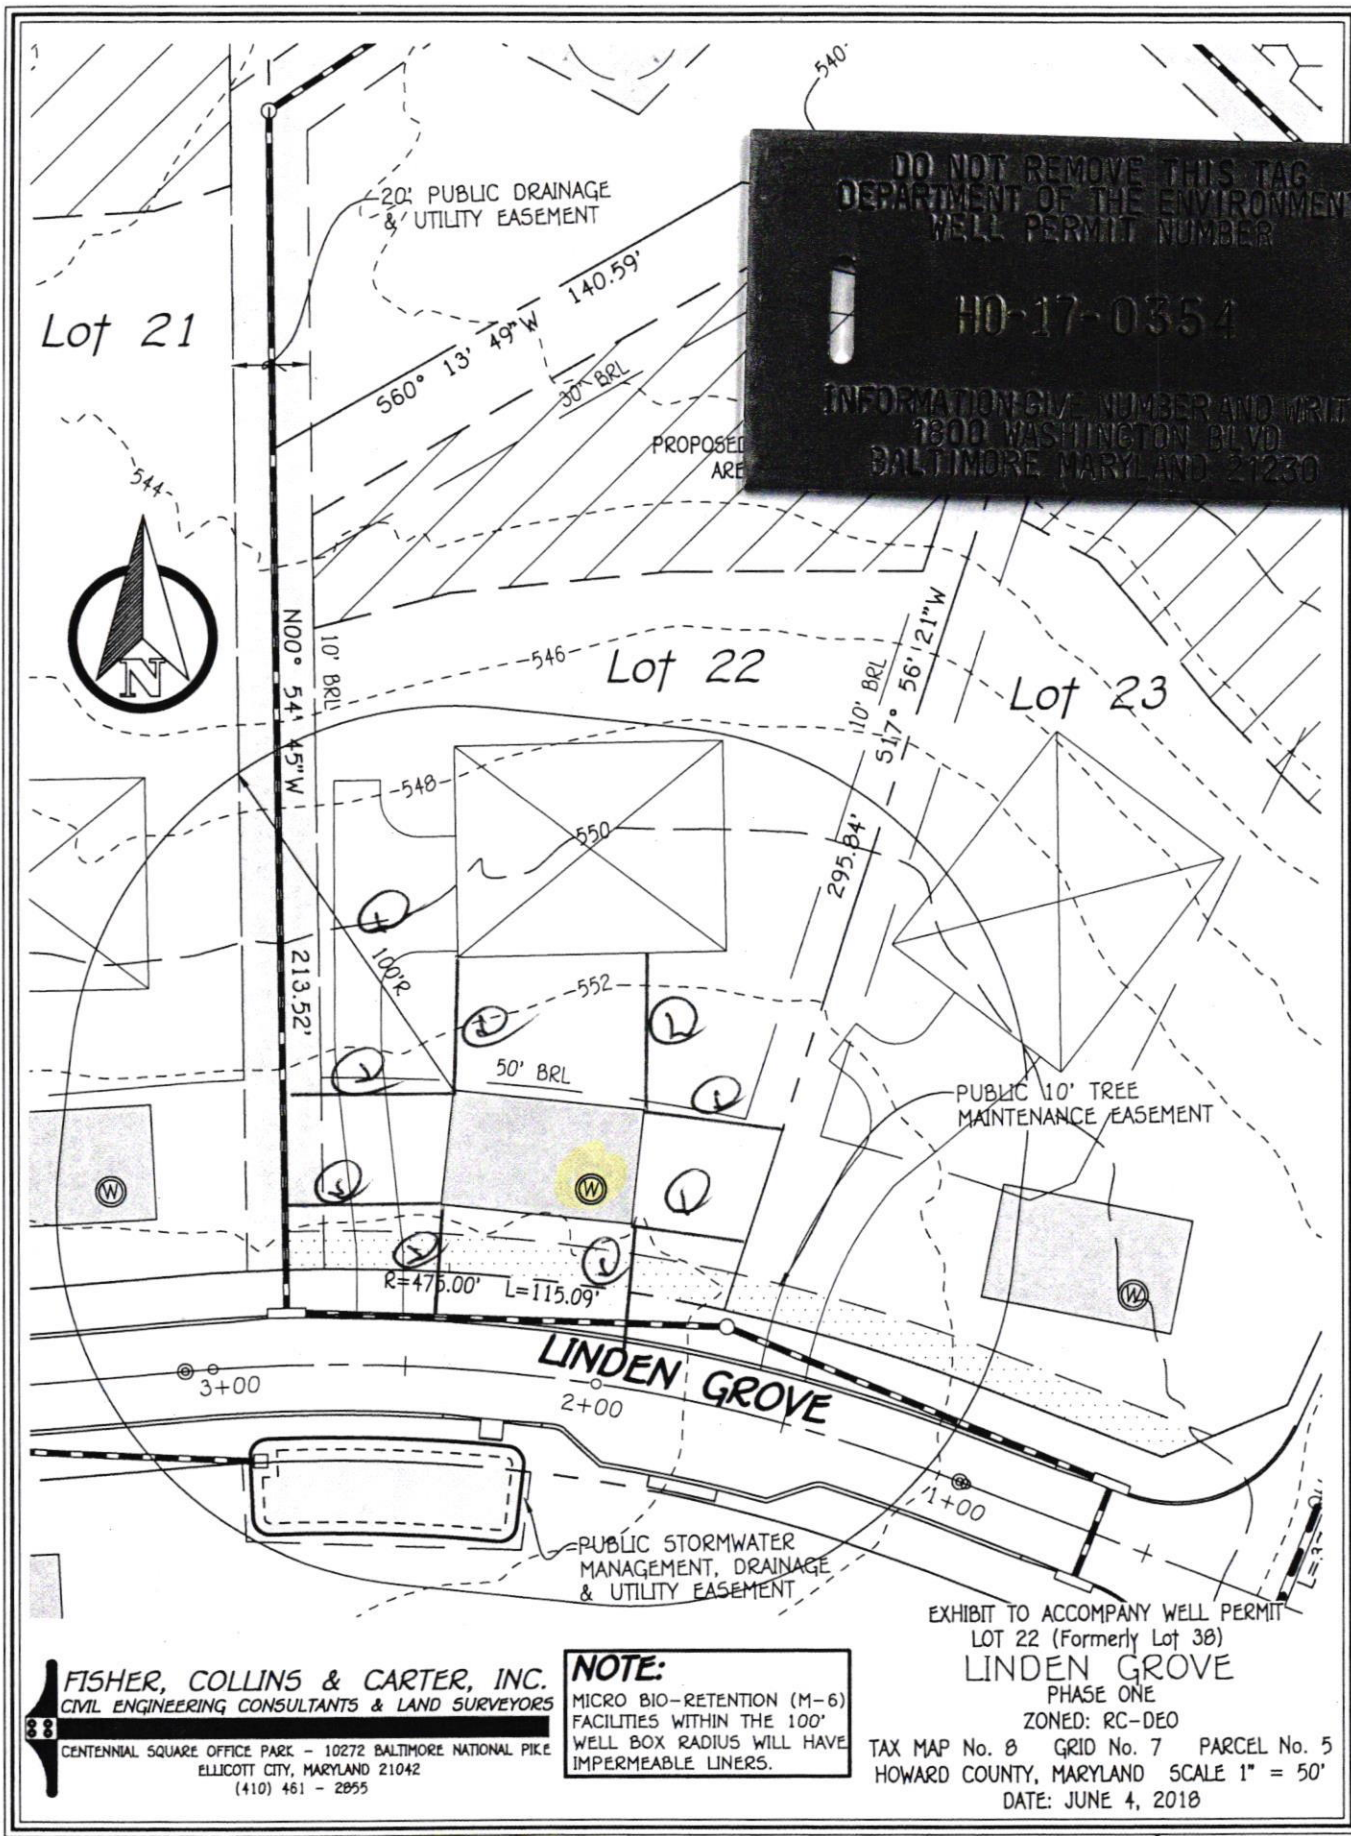 540
DO NOT REMOVE THIS TAG
DEPARTMENT OF THE ENVIRONMENT
WELL PERMIT NUMBER
HO-17-0354
INFORMATION GIVE NUMBER AND WRIT
1800 WASHINGTON BLVD
BALTIMORE MARYLAND 21230
20' PUBLIC DRAINAGE
& UTILITY EASEMENT
Lot 21
S60° 13' 49" W 140.59'
30' BRL
PROPOSED
ARE
544
N00° 54' 45"W
213.52'
10' BRL
546
Lot 22
10' BRL
S17° 56' 21"W
295.84'
Lot 23
N
548
550
100'R
552
50' BRL
PUBLIC 10' TREE
MAINTENANCE EASEMENT
W
W
W
R=475.00' L=115.09'
LINDEN GROVE
3+00
2+00
1+00
PUBLIC STORMWATER
MANAGEMENT, DRAINAGE
& UTILITY EASEMENT
EXHIBIT TO ACCOMPANY WELL PERMIT
LOT 22 (Formerly Lot 38)
LINDEN GROVE
PHASE ONE
ZONED: RC-DEO
TAX MAP No. 8 GRID No. 7 PARCEL No. 5
HOWARD COUNTY, MARYLAND SCALE 1" = 50'
DATE: JUNE 4, 2018
FISHER, COLLINS & CARTER, INC.
CIVIL ENGINEERING CONSULTANTS & LAND SURVEYORS
CENTENNIAL SQUARE OFFICE PARK - 10272 BALTIMORE NATIONAL PIKE
ELLICOTT CITY, MARYLAND 21042
(410) 461 - 2855
NOTE:
MICRO BIO-RETENTION (M-6)
FACILITIES WITHIN THE 100'
WELL BOX RADIUS WILL HAVE
IMPERMEABLE LINERS.